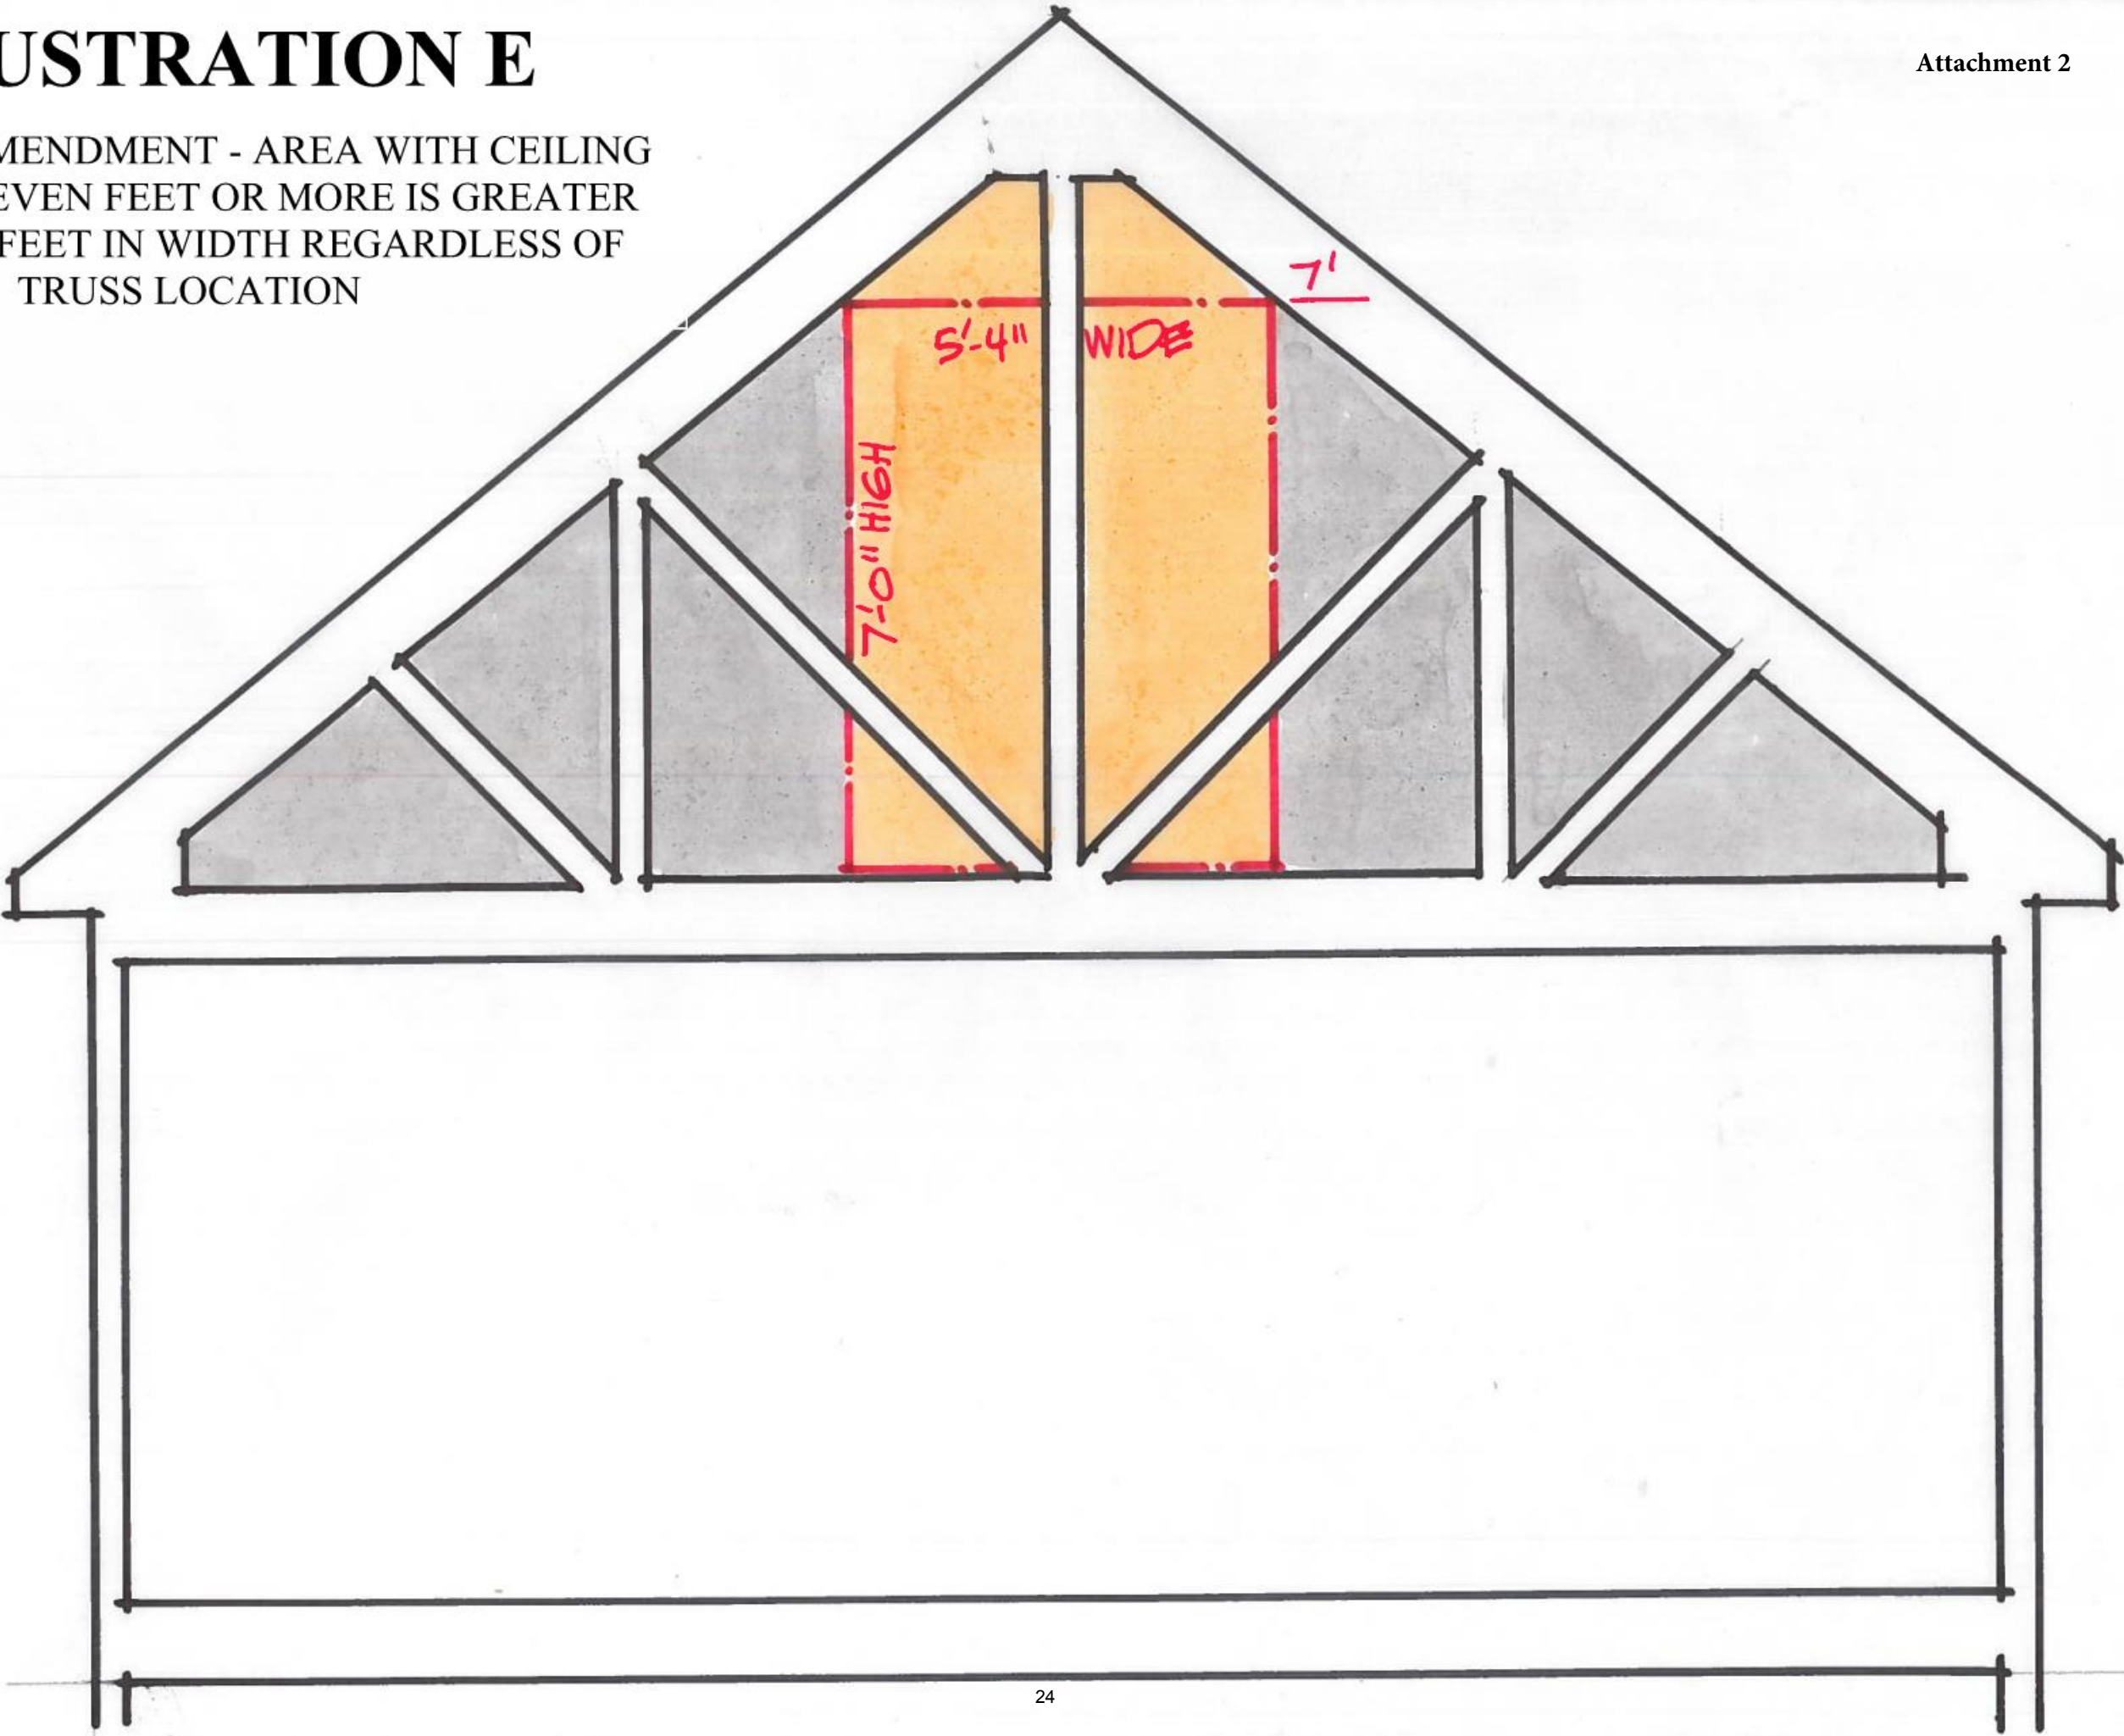 USTRATION E
Attachment 2
MENDMENT - AREA WITH CEILING
EVEN FEET OR MORE IS GREATER
FEET IN WIDTH REGARDLESS OF
TRUSS LOCATION
7'
5'-4" WIDE
7'-0" HIGH
24